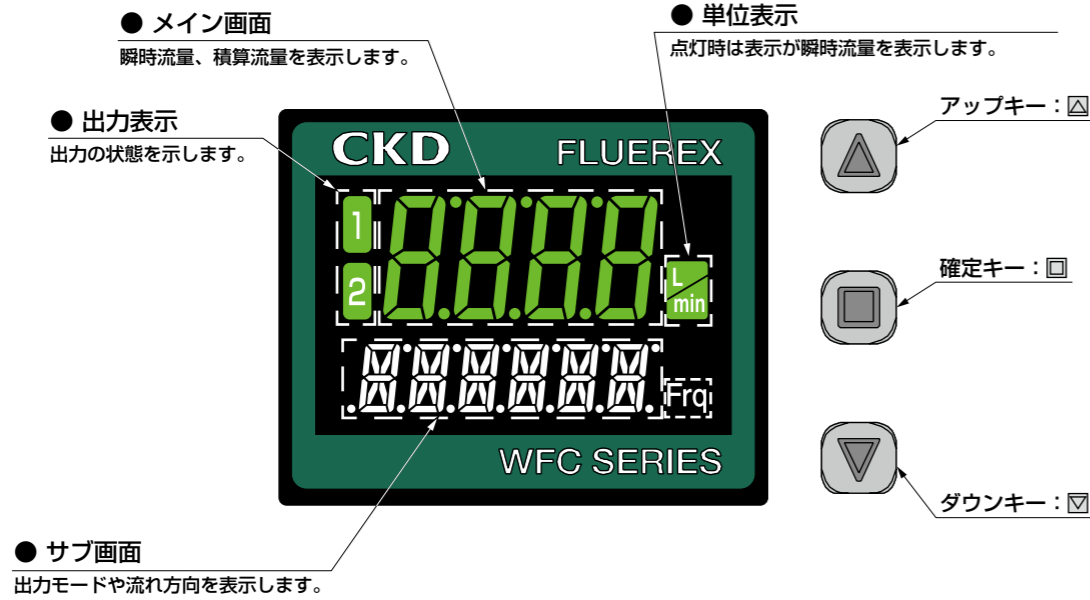 ● メイン画面
瞬時流量、積算流量を表示します。
● 単位表示
点灯時は表示が瞬時流量を表示します。
● 出力表示
出力の状態を示します。
アップキー：△
CKD FLUEREX
1
8.8.8.8
2
L/min
確定キー：□
Frq
WFC SERIES
ダウンキー：▽
● サブ画面
出力モードや流れ方向を表示します。